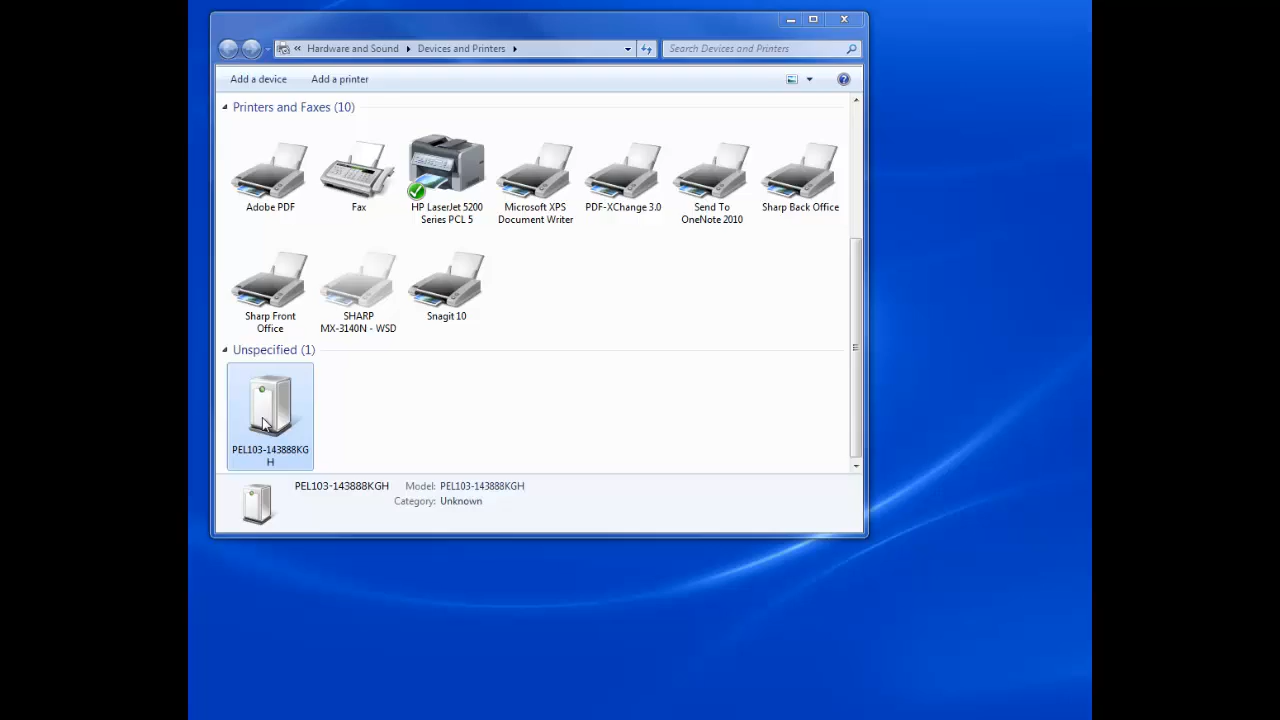 « Hardware and Sound ▸ Devices and Printers ▸
Search Devices and Printers
Add a device
Add a printer
Printers and Faxes (10)
Adobe PDF
Fax
HP LaserJet 5200
Series PCL 5
Microsoft XPS
Document Writer
PDF-XChange 3.0
Send To
OneNote 2010
Sharp Back Office
Sharp Front
Office
SHARP
MX-3140N - WSD
Snagit 10
Unspecified (1)
PEL103-143888KG
H
PEL103-143888KGH
Model: PEL103-143888KGH
Category: Unknown